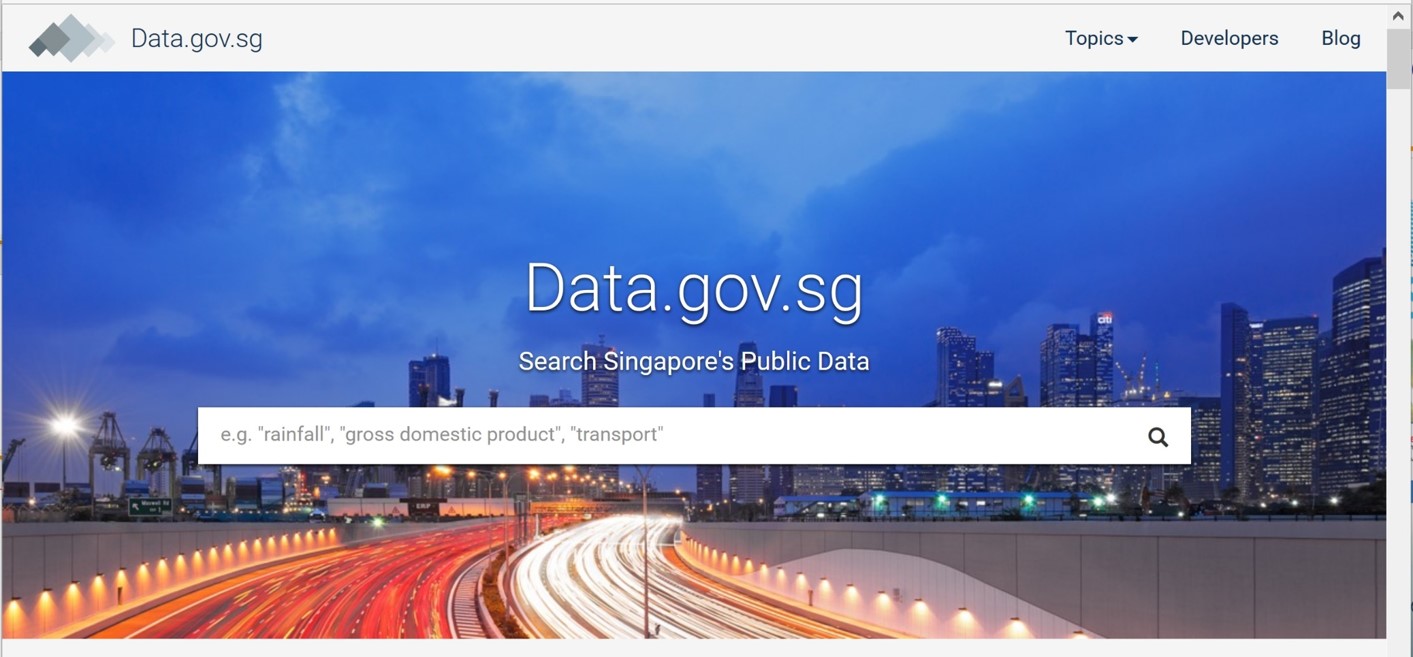 Data.gov.sg
Topics
Developers
Blog
Data.gov.sg
Search Singapore's Public Data
citi
e.g. "rainfall", "gross domestic product", "transport"
ERP